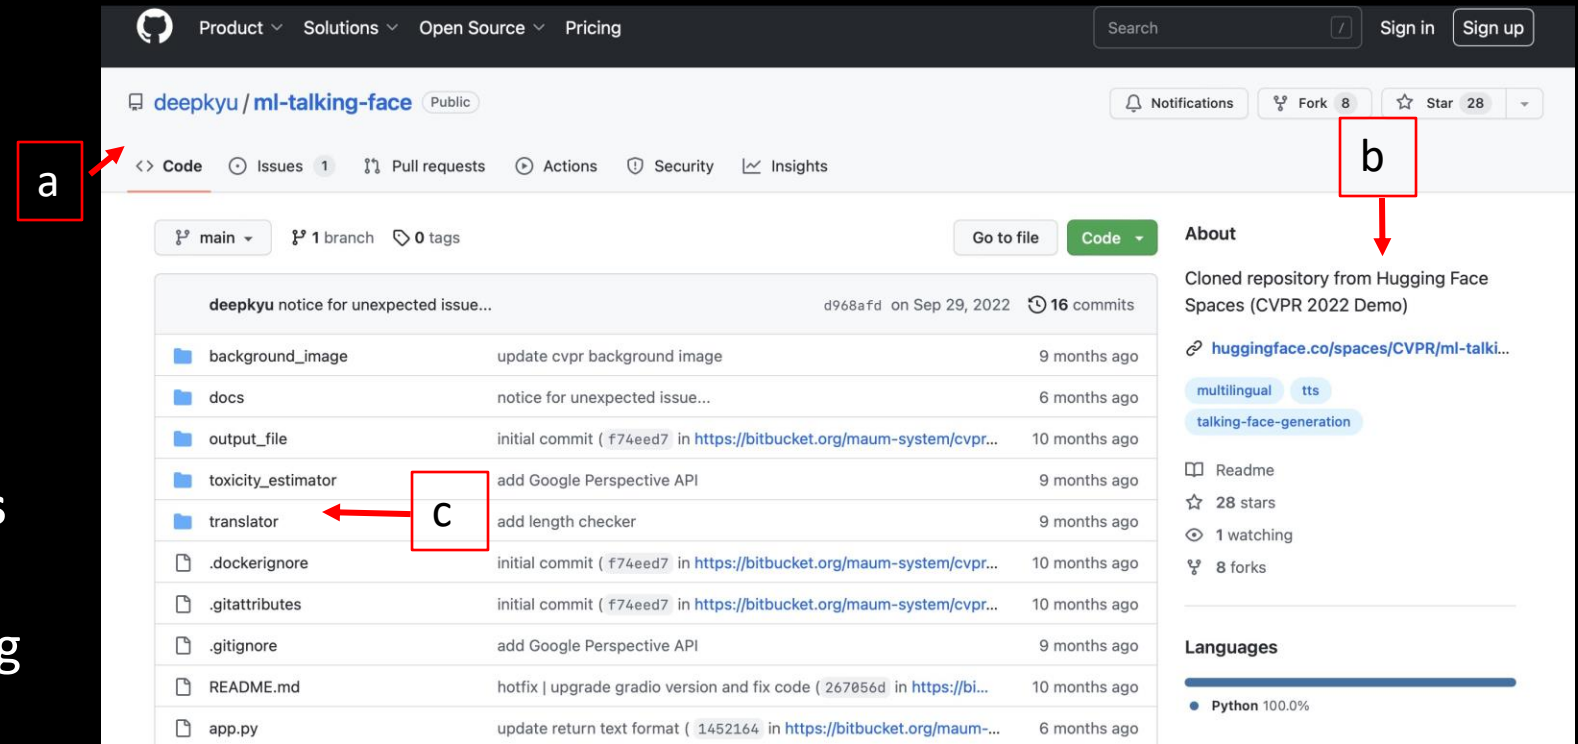 Product Solutions Open Source Pricing Search / Sign in Sign up
deepkyu / ml-talking-face Public Notifications Fork 8 Star 28
a
b
Code Issues 1 Pull requests Actions Security Insights
main 1 branch 0 tags Go to file Code
deepkyu notice for unexpected issue... d968afd on Sep 29, 2022 16 commits
background_image update cvpr background image 9 months ago
docs notice for unexpected issue... 6 months ago
output_file initial commit ( f74eed7 in https://bitbucket.org/maum-system/cvpr... 10 months ago
toxicity_estimator add Google Perspective API 9 months ago
translator add length checker 9 months ago
c
.dockerignore initial commit ( f74eed7 in https://bitbucket.org/maum-system/cvpr... 10 months ago
.gitattributes initial commit ( f74eed7 in https://bitbucket.org/maum-system/cvpr... 10 months ago
.gitignore add Google Perspective API 9 months ago
README.md hotfix | upgrade gradio version and fix code ( 267056d in https://bi... 10 months ago
app.py update return text format ( 1452164 in https://bitbucket.org/maum-... 6 months ago
About
Cloned repository from Hugging Face
Spaces (CVPR 2022 Demo)
huggingface.co/spaces/CVPR/ml-talki...
multilingual tts
talking-face-generation
Readme
28 stars
1 watching
8 forks
Languages
Python 100.0%